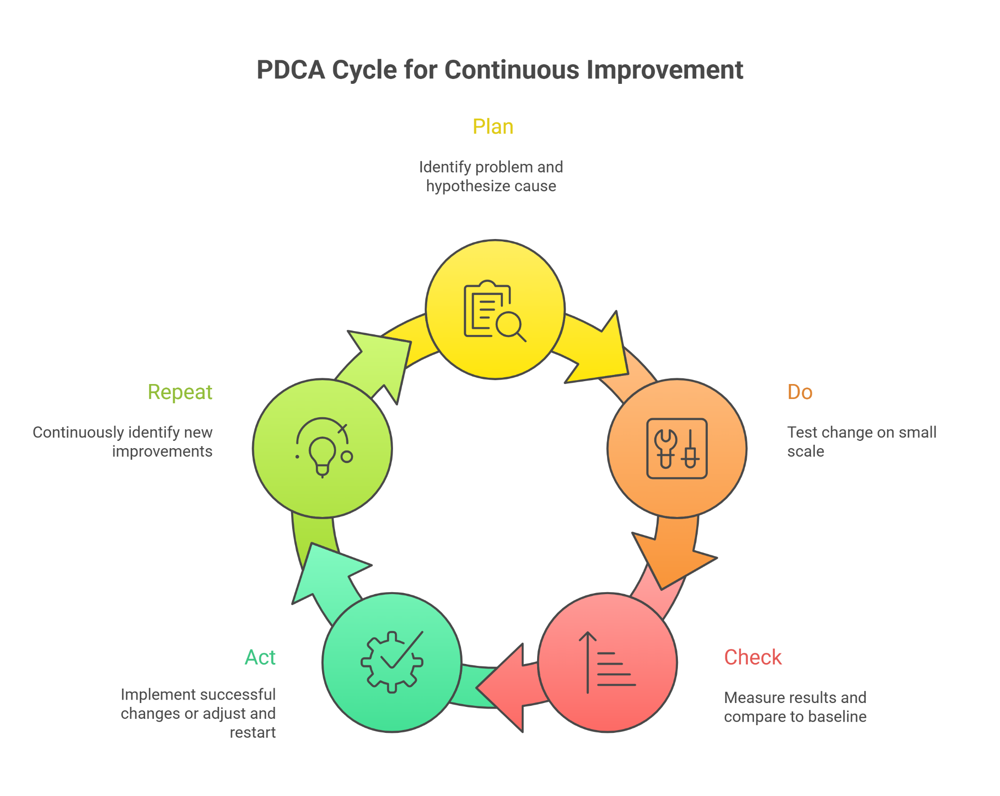 PDCA Cycle for Continuous Improvement
Plan
Identify problem and
hypothesize cause
Do
Test change on small
scale
Check
Measure results and
compare to baseline
Act
Implement successful
changes or adjust and
restart
Repeat
Continuously identify new
improvements